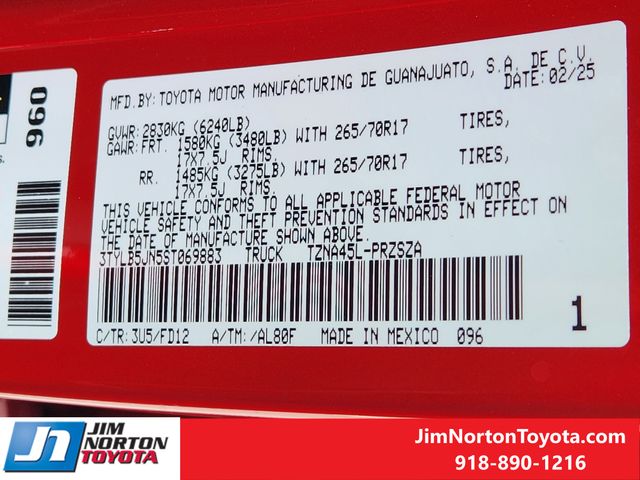 MFD.BY: TOYOTA MOTOR MANUFACTURING DE GUANAJUATO, S.A. DE C.V.
DATE: 02/25
GVWR: 2830KG (6240LB)
GAWR: FRT. 1580KG (3480LB) WITH 265/70R17 TIRES,
17X7.5J RIMS.
RR. 1485KG (3275LB) WITH 265/70R17 TIRES,
17X7.5J RIMS.
THIS VEHICLE CONFORMS TO ALL APPLICABLE FEDERAL MOTOR
VEHICLE SAFETY AND THEFT PREVENTION STANDARDS IN EFFECT ON
THE DATE OF MANUFACTURE SHOWN ABOVE.
3TYLB5JN5ST069883 TRUCK TZNA45L-PRZSZA
C/TR: 3U5/FD12 A/TM: /AL80F MADE IN MEXICO 096
1
096
S.
JIM
NORTON
TOYOTA
JimNortonToyota.com
918-890-1216